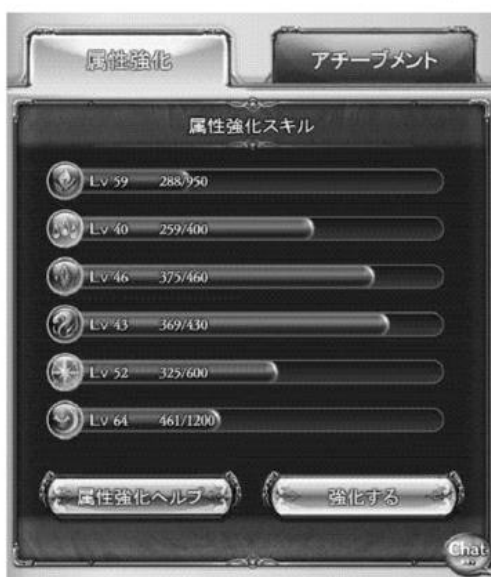 属性強化 アチーブメント
属性強化スキル
Lv 59 288/950
Lv 40 259/400
Lv 46 375/460
Lv 43 369/430
Lv 52 325/600
Lv 64 461/1200
属性強化ヘルプ 強化する
Chat